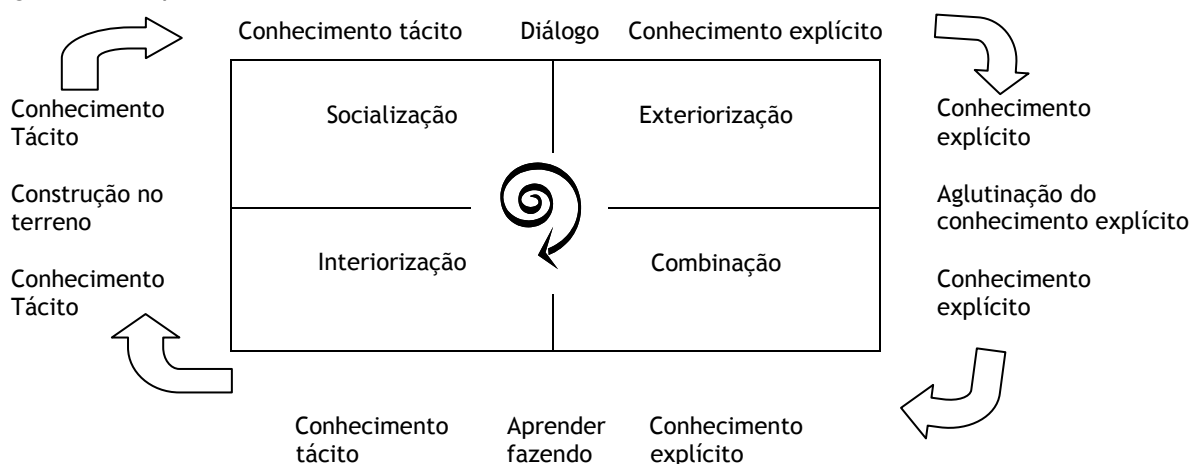 Conhecimento tácito Diálogo Conhecimento explícito
Conhecimento
Tácito
Socialização
Exteriorização
Conhecimento
explícito
Construção no
terreno
Aglutinação do
conhecimento explícito
Interiorização
Combinação
Conhecimento
Tácito
Conhecimento
explícito
Conhecimento
tácito
Aprender
fazendo
Conhecimento
explícito